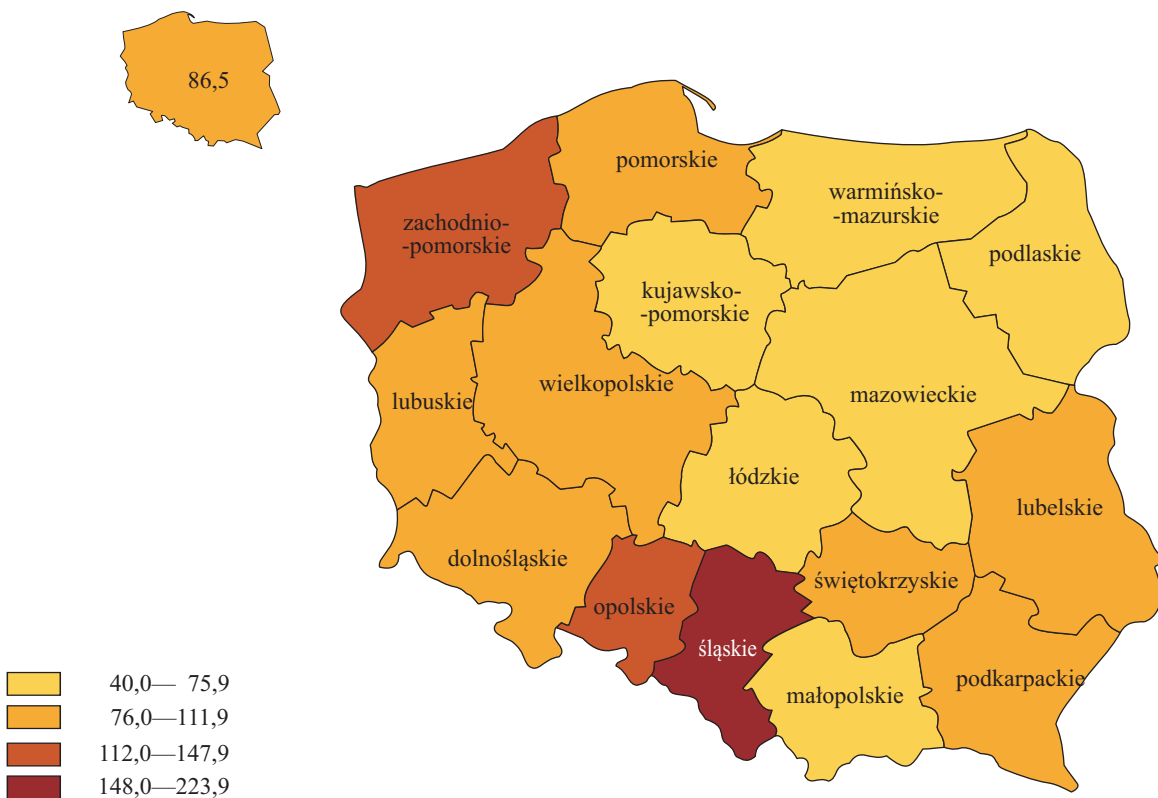 86,5
pomorskie
warmińsko-
-mazurskie
zachodnio-
-pomorskie
podlaskie
kujawsko-
-pomorskie
wielkopolskie
mazowieckie
lubuskie
łódzkie
lubelskie
dolnośląskie
świętokrzyskie
opolskie
śląskie
podkarpackie
małopolskie
40,0— 75,9
76,0—111,9
112,0—147,9
148,0—223,9